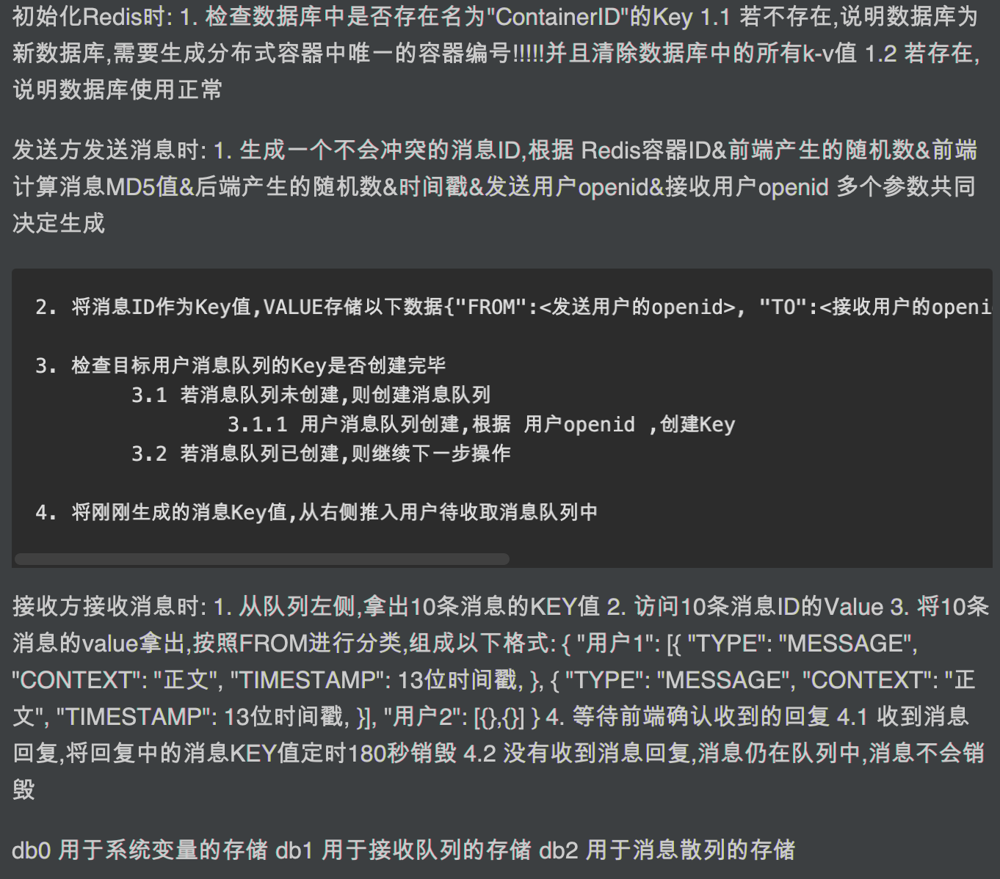 初始化Redis时: 1. 检查数据库中是否存在名为"ContainerID"的Key 1.1 若不存在,说明数据库为
新数据库,需要生成分布式容器中唯一的容器编号!!!!!并且清除数据库中的所有k-v值 1.2 若存在,
说明数据库使用正常
发送方发送消息时: 1. 生成一个不会冲突的消息ID,根据 Redis容器ID&前端产生的随机数&前端
计算消息MD5值&后端产生的随机数&时间戳&发送用户openid&接收用户openid 多个参数共同
决定生成
2. 将消息ID作为Key值,VALUE存储以下数据{"FROM":<发送用户的openid>, "TO":<接收用户的openi
3. 检查目标用户消息队列的Key是否创建完毕
3.1 若消息队列未创建,则创建消息队列
3.1.1 用户消息队列创建,根据 用户openid ,创建Key
3.2 若消息队列已创建,则继续下一步操作
4. 将刚刚生成的消息Key值,从右侧推入用户待收取消息队列中
接收方接收消息时: 1. 从队列左侧,拿出10条消息的KEY值 2. 访问10条消息ID的Value 3. 将10条
消息的value拿出,按照FROM进行分类,组成以下格式: { "用户1": [{ "TYPE": "MESSAGE",
"CONTEXT": "正文", "TIMESTAMP": 13位时间戳, }, { "TYPE": "MESSAGE", "CONTEXT": "正
文", "TIMESTAMP": 13位时间戳, }], "用户2": [{},{}] } 4. 等待前端确认收到的回复 4.1 收到消息
回复,将回复中的消息KEY值定时180秒销毁 4.2 没有收到消息回复,消息仍在队列中,消息不会销
毁
db0 用于系统变量的存储 db1 用于接收队列的存储 db2 用于消息散列的存储